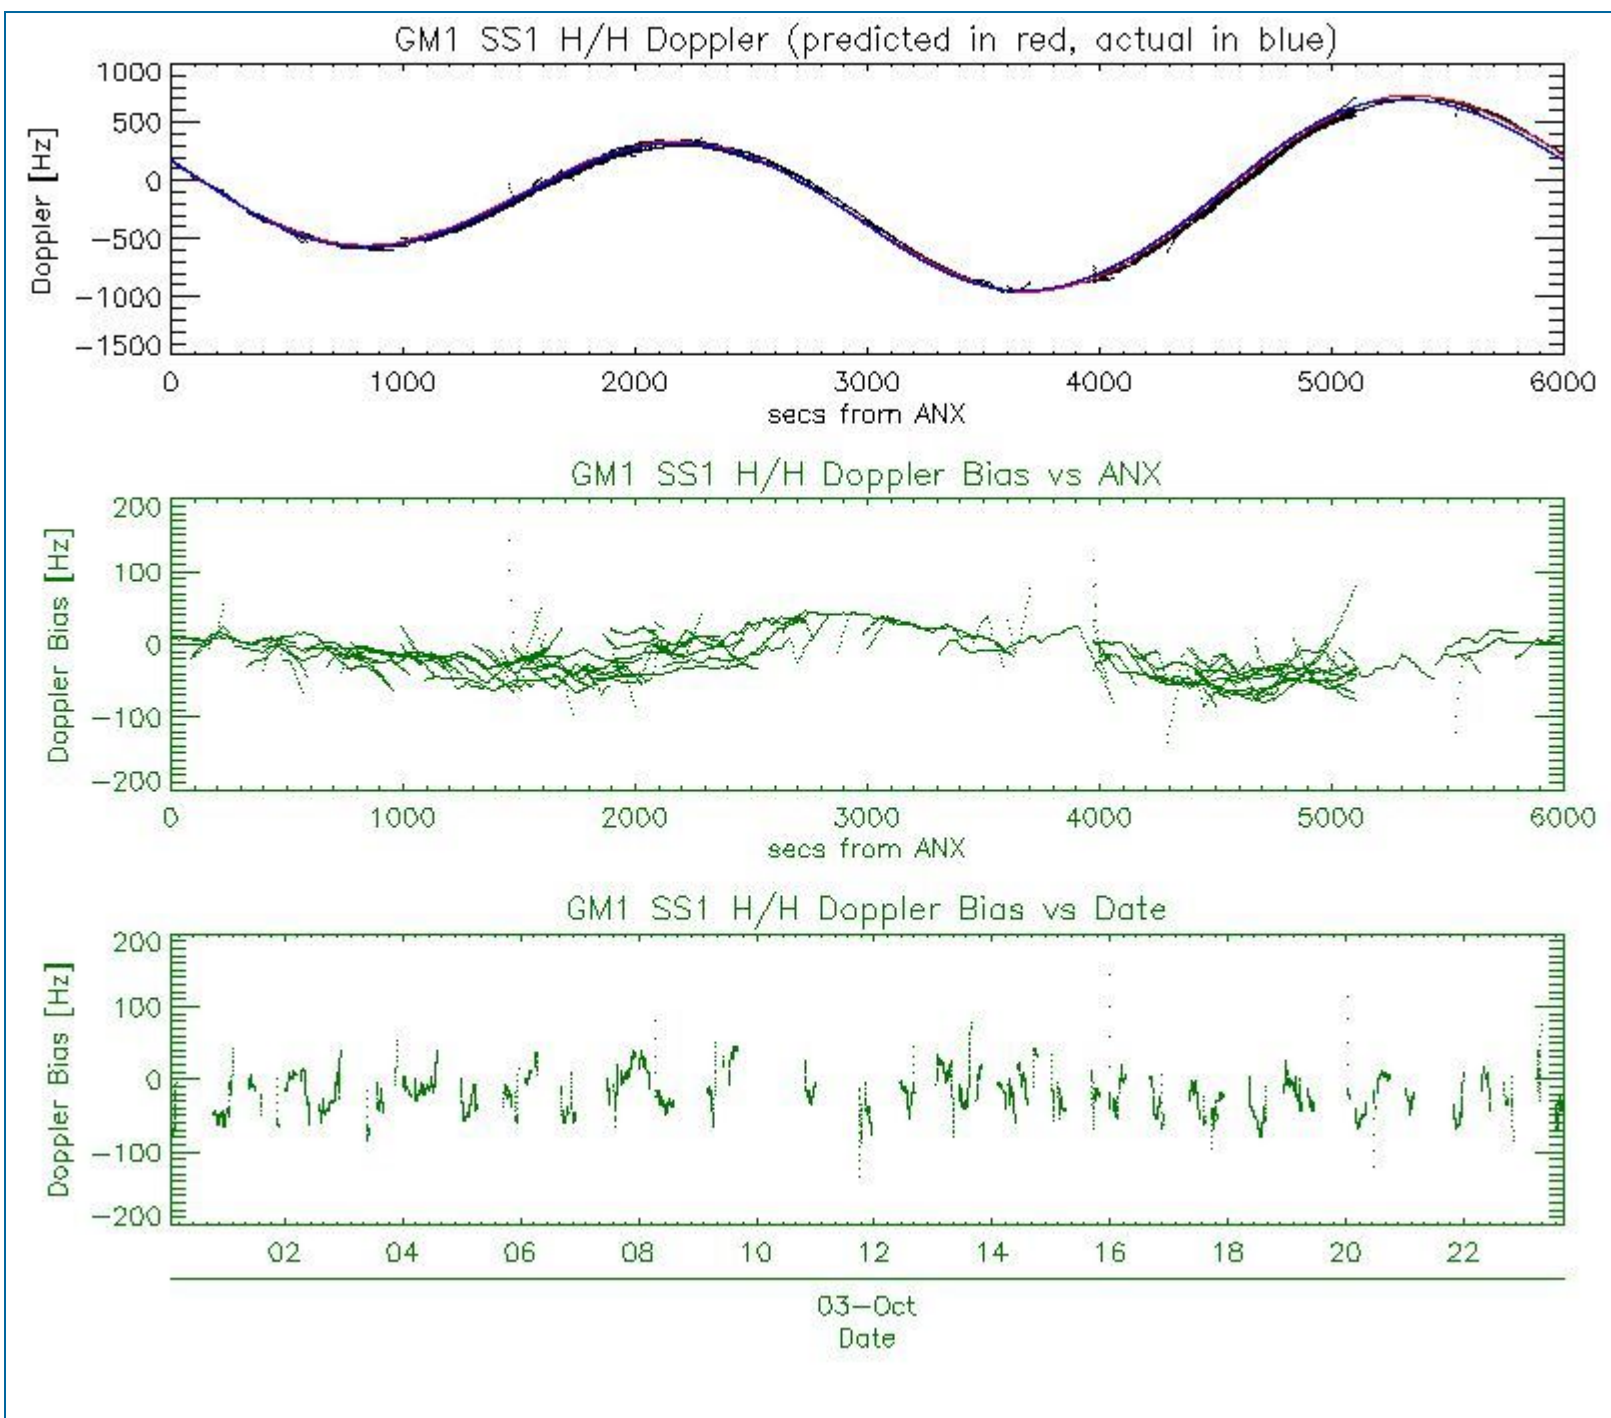 GM1 SS1 H/H Doppler (predicted in red, actual in blue)
1000
500
0
−500
−1000
−1500
Doppler [Hz]
0 1000 2000 3000 4000 5000 6000
secs from ANX
GM1 SS1 H/H Doppler Bias vs ANX
200
100
0
−100
−200
Doppler Bias [Hz]
0 1000 2000 3000 4000 5000 6000
secs from ANX
GM1 SS1 H/H Doppler Bias vs Date
200
100
0
−100
−200
Doppler Bias [Hz]
02 04 06 08 10 12 14 16 18 20 22
03−Oct
Date